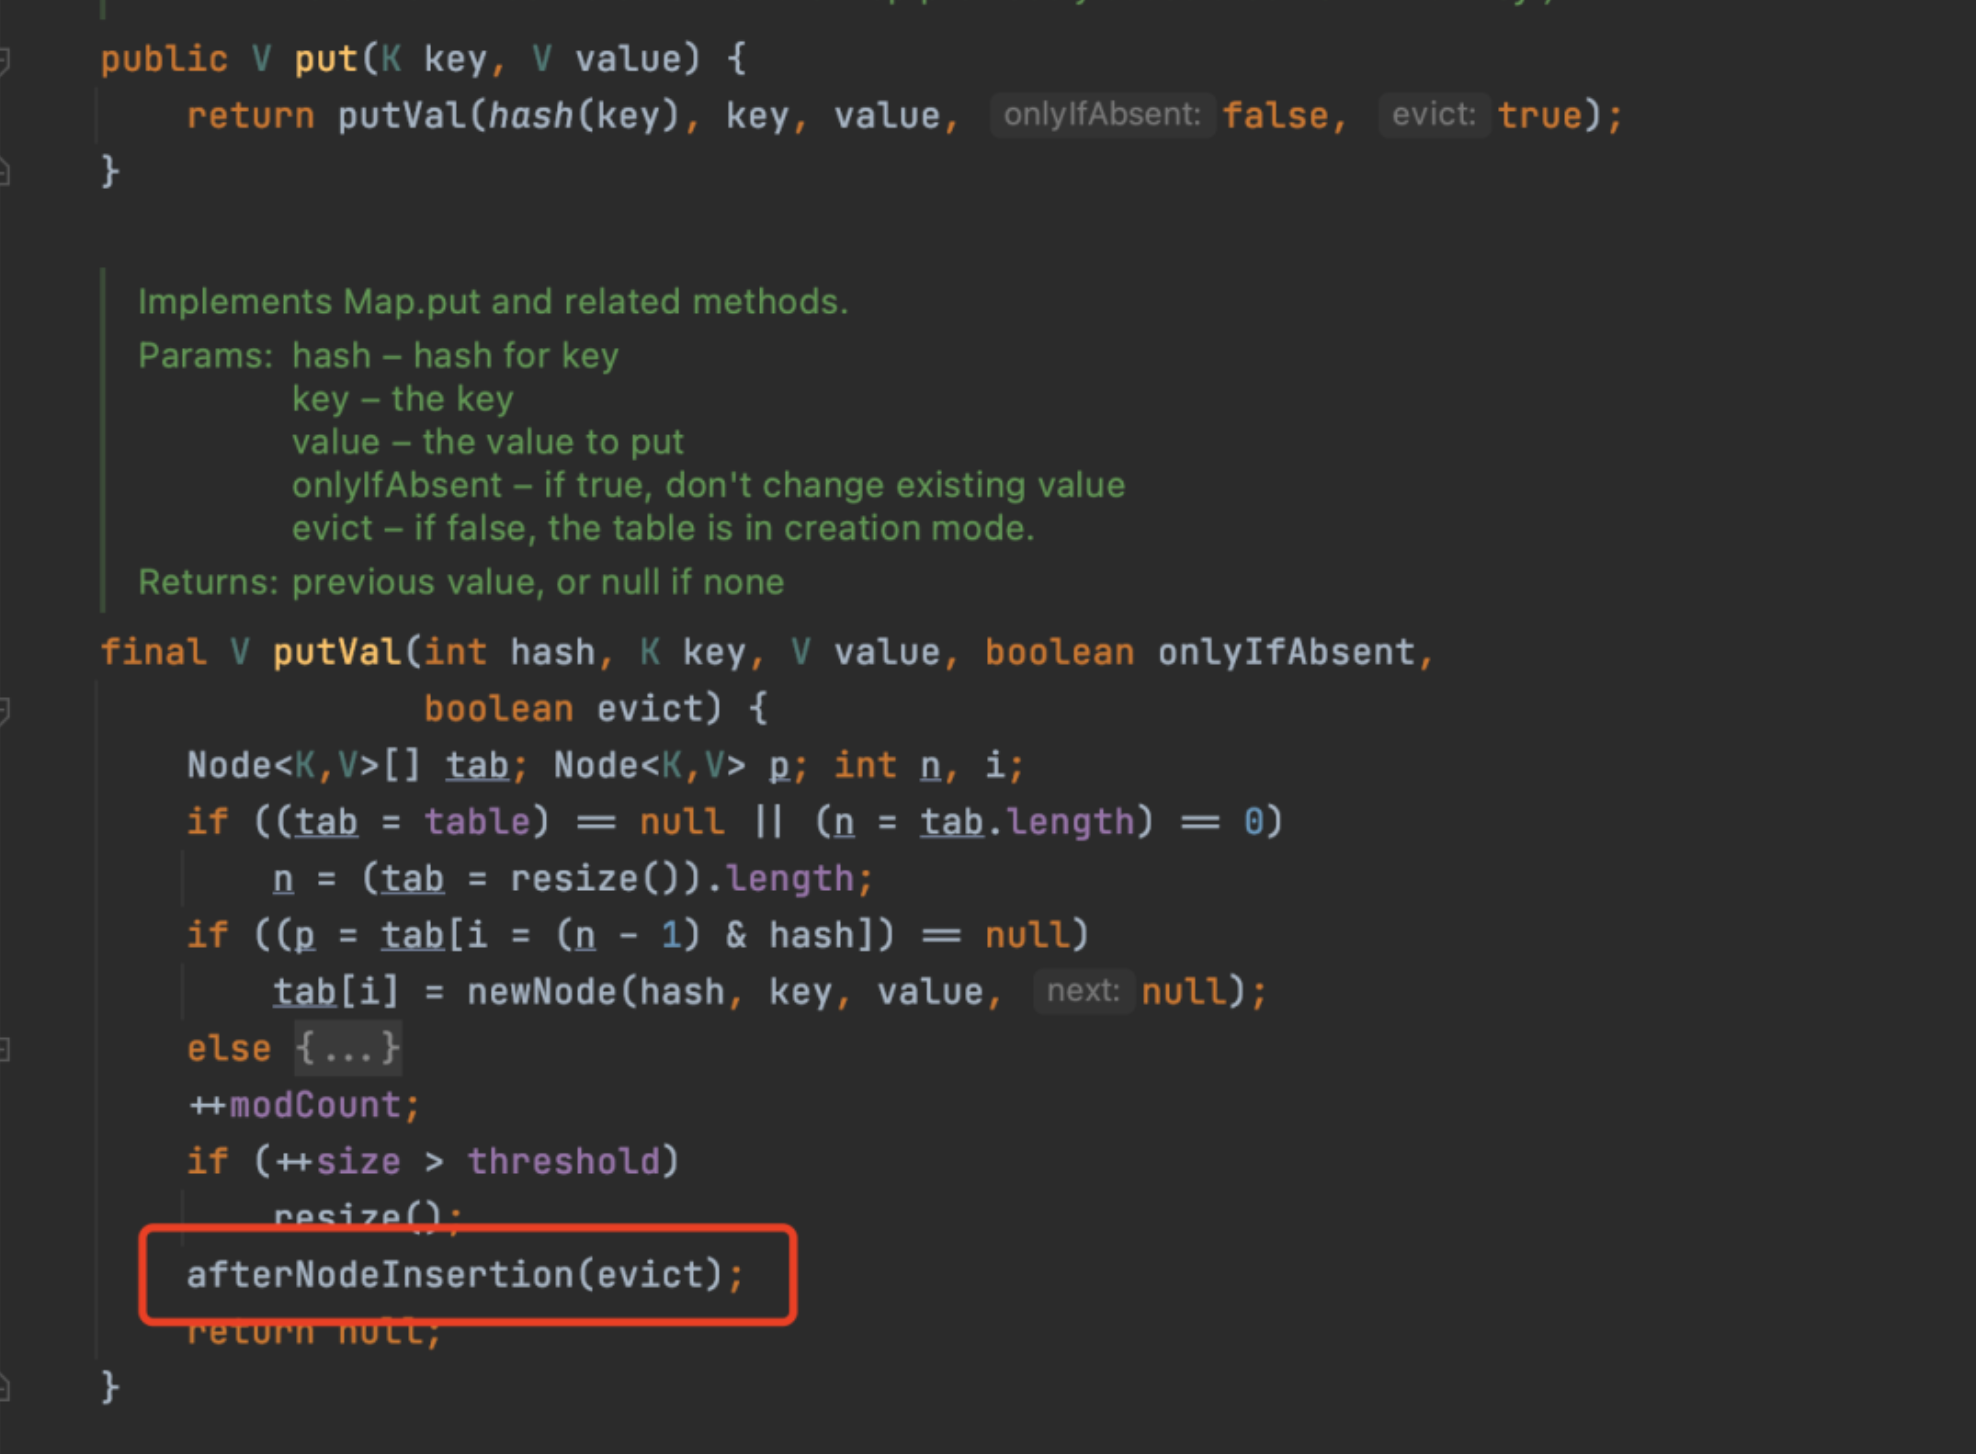 public V put(K key, V value) {
return putVal(hash(key), key, value, onlyIfAbsent: false, evict: true);
}
Implements Map.put and related methods.
Params: hash – hash for key
key – the key
value – the value to put
onlyIfAbsent – if true, don't change existing value
evict – if false, the table is in creation mode.
Returns: previous value, or null if none
final V putVal(int hash, K key, V value, boolean onlyIfAbsent,
boolean evict) {
Node<K,V>[] tab; Node<K,V> p; int n, i;
if ((tab = table) == null || (n = tab.length) == 0)
n = (tab = resize()).length;
if ((p = tab[i = (n - 1) & hash]) == null)
tab[i] = newNode(hash, key, value, next: null);
else {...}
++modCount;
if (++size > threshold)
resize();
afterNodeInsertion(evict);
return null;
}